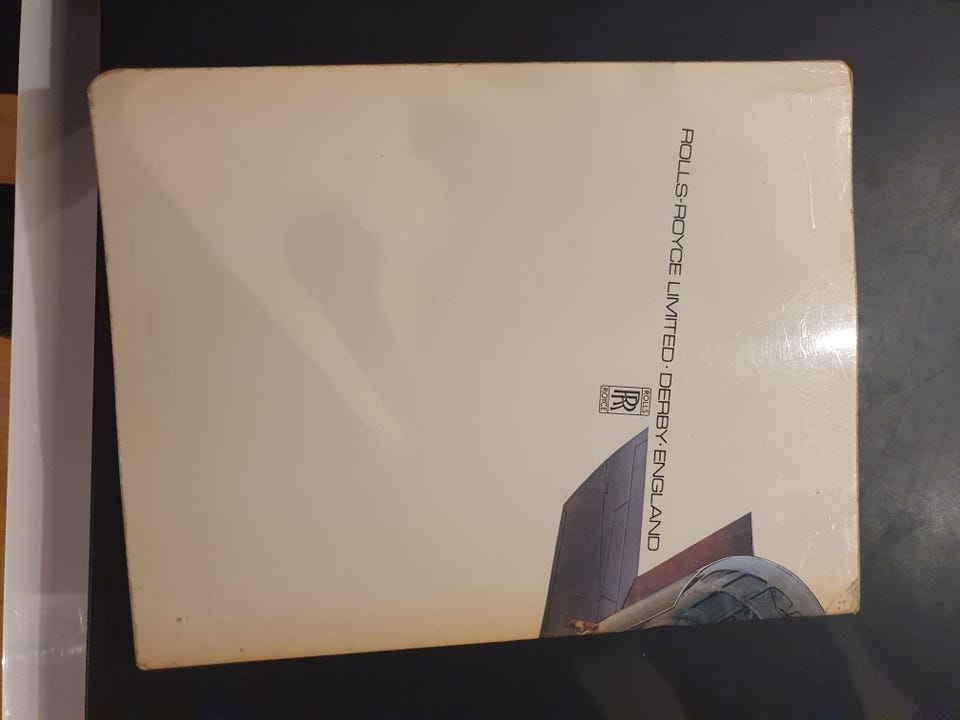 ROLLS
RR
ROYCE
ROLLS-ROYCE LIMITED · DERBY · ENGLAND